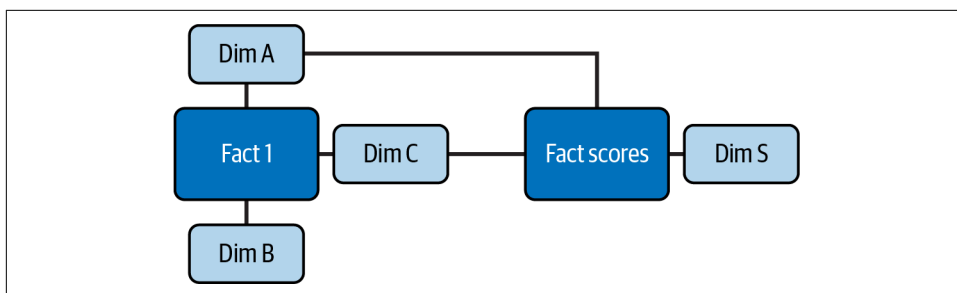 Dim A
Fact 1
Dim C
Fact scores
Dim S
Dim B